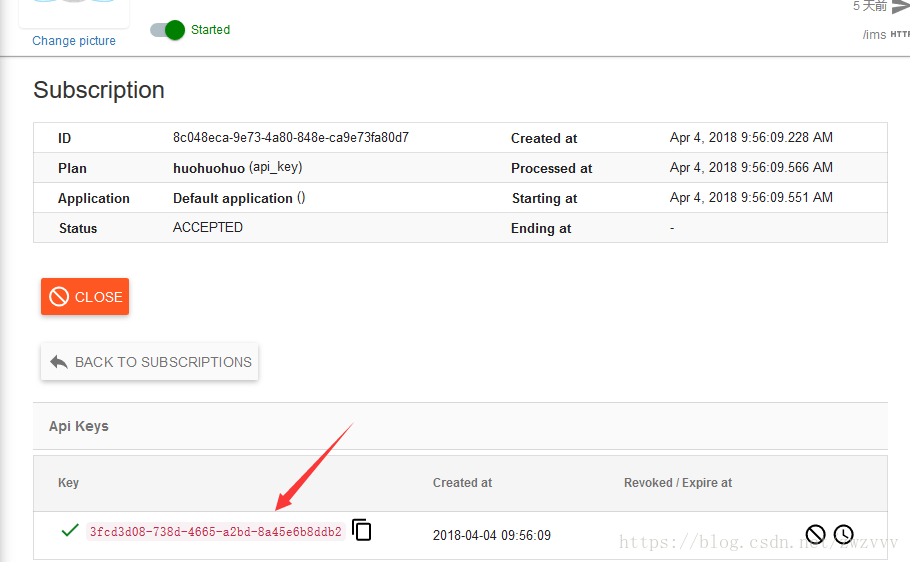 5 天前
Change picture
Started
/ims HTTP
Subscription
ID 8c048eca-9e73-4a80-848e-ca9e73fa80d7 Created at Apr 4, 2018 9:56:09.228 AM
Plan huohuohuo (api_key) Processed at Apr 4, 2018 9:56:09.566 AM
Application Default application () Starting at Apr 4, 2018 9:56:09.551 AM
Status ACCEPTED Ending at -
CLOSE
BACK TO SUBSCRIPTIONS
Api Keys
Key Created at Revoked / Expire at
3fcd3d08-738d-4665-a2bd-8a45e6b8ddb2 2018-04-04 09:56:09
https://blog.csdn.net/zwzvvv